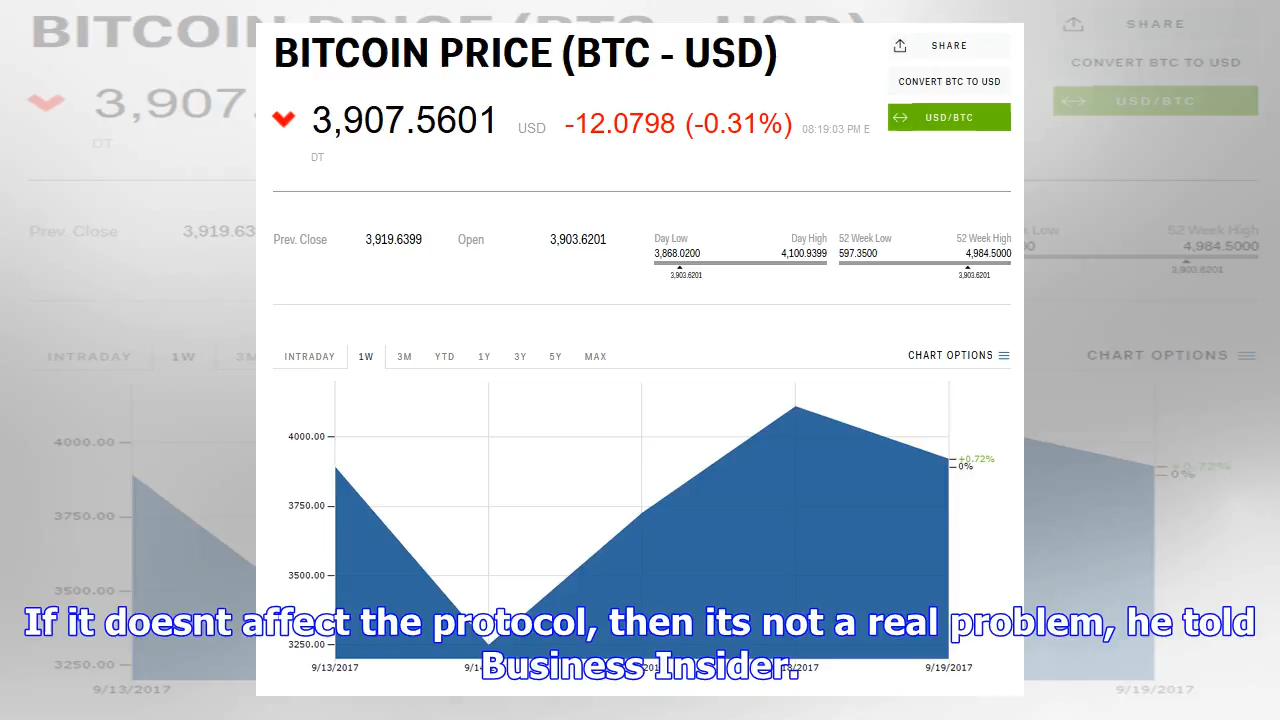 BITCOIN PRICE (BTC - USD)
SHARE
CONVERT BTC TO USD
USD/BTC
3,907.5601 USD -12.0798 (-0.31%) 08:19:03 PM E
DT
Prev. Close 3,919.6399 Open 3,903.6201
Day Low Day High 52 Week Low 52 Week High
3,868.0200 4,100.9399 597.3500 4,984.5000
3,903.6201 3,903.6201
INTRADAY 1W 3M YTD 1Y 3Y 5Y MAX CHART OPTIONS
4000.00
+0.72%
0%
3750.00
3500.00
3250.00
9/13/2017 9/19/2017
If it doesnt affect the protocol, then its not a real problem, he told
Business Insider.